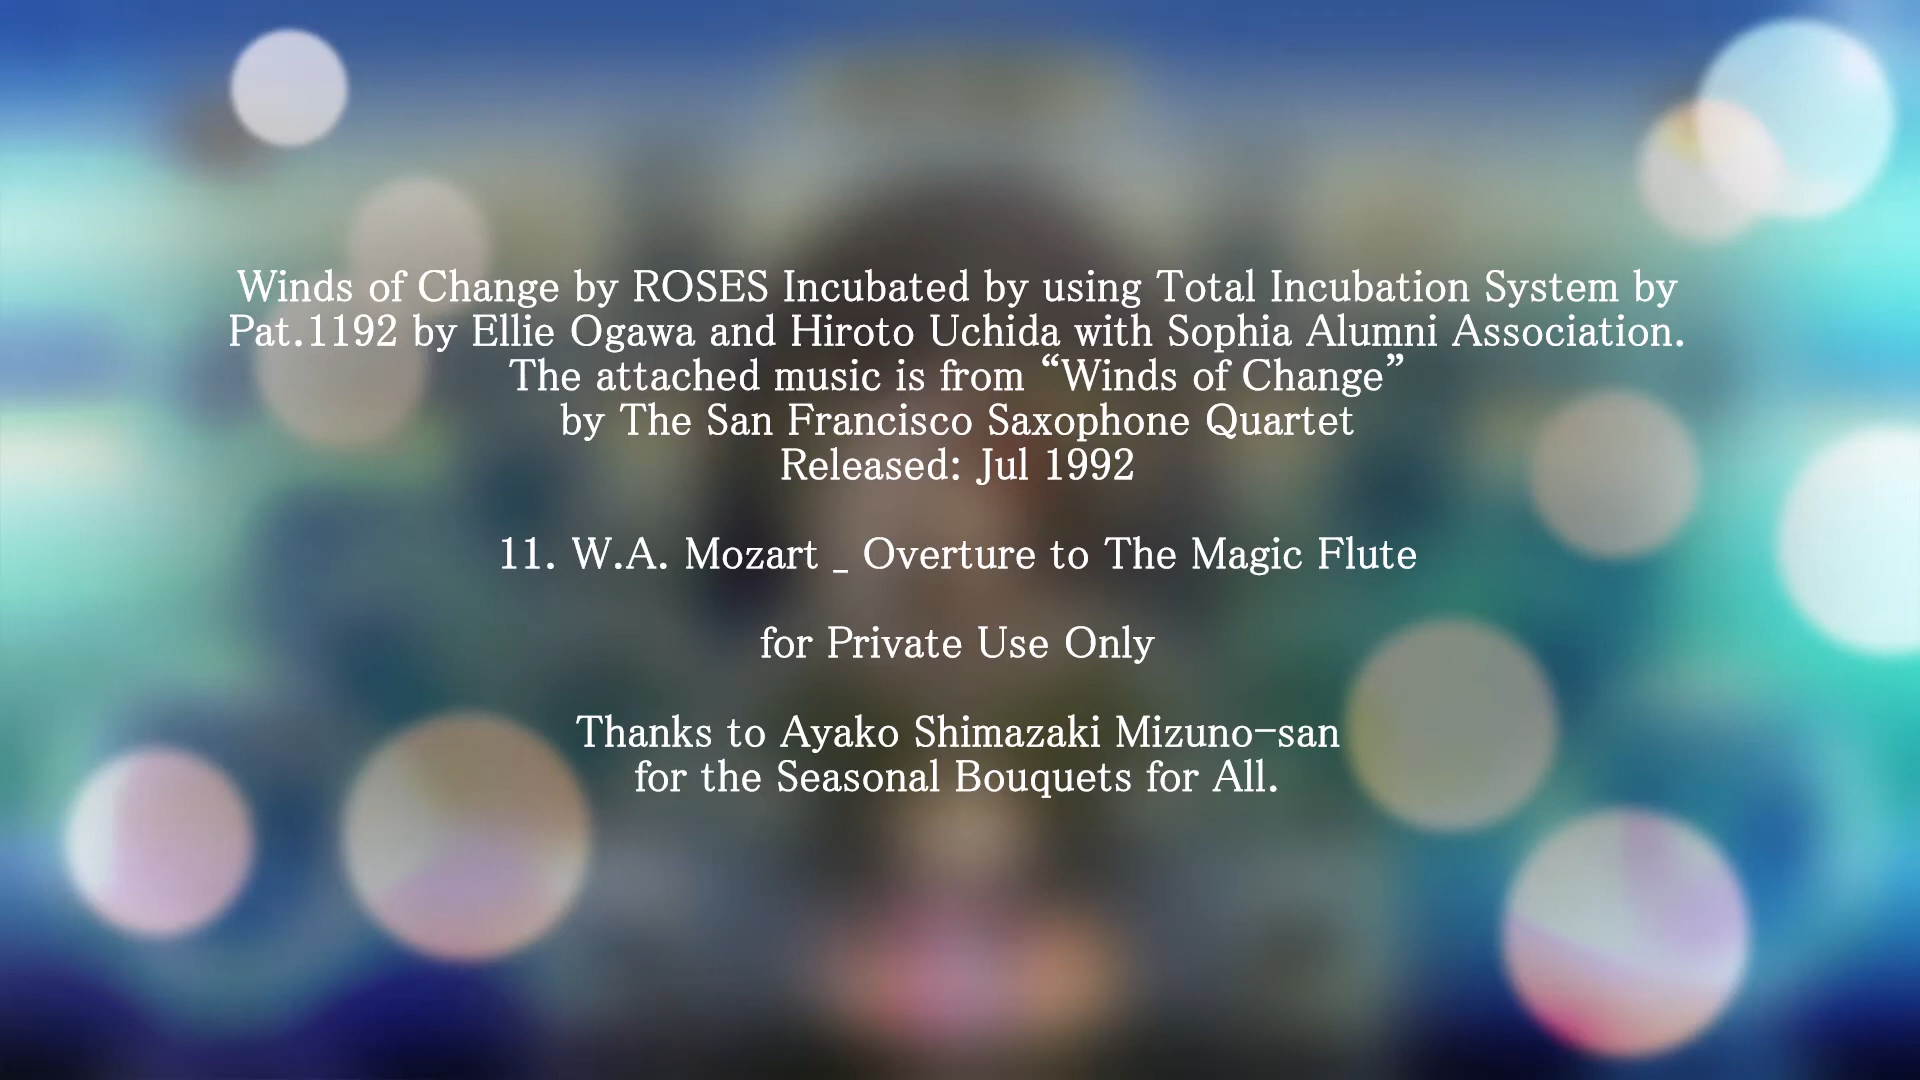 Winds of Change by ROSES Incubated by using Total Incubation System by
Pat.1192 by Ellie Ogawa and Hiroto Uchida with Sophia Alumni Association.
The attached music is from “Winds of Change”
by The San Francisco Saxophone Quartet
Released: Jul 1992
11. W.A. Mozart _ Overture to The Magic Flute
for Private Use Only
Thanks to Ayako Shimazaki Mizuno-san
for the Seasonal Bouquets for All.